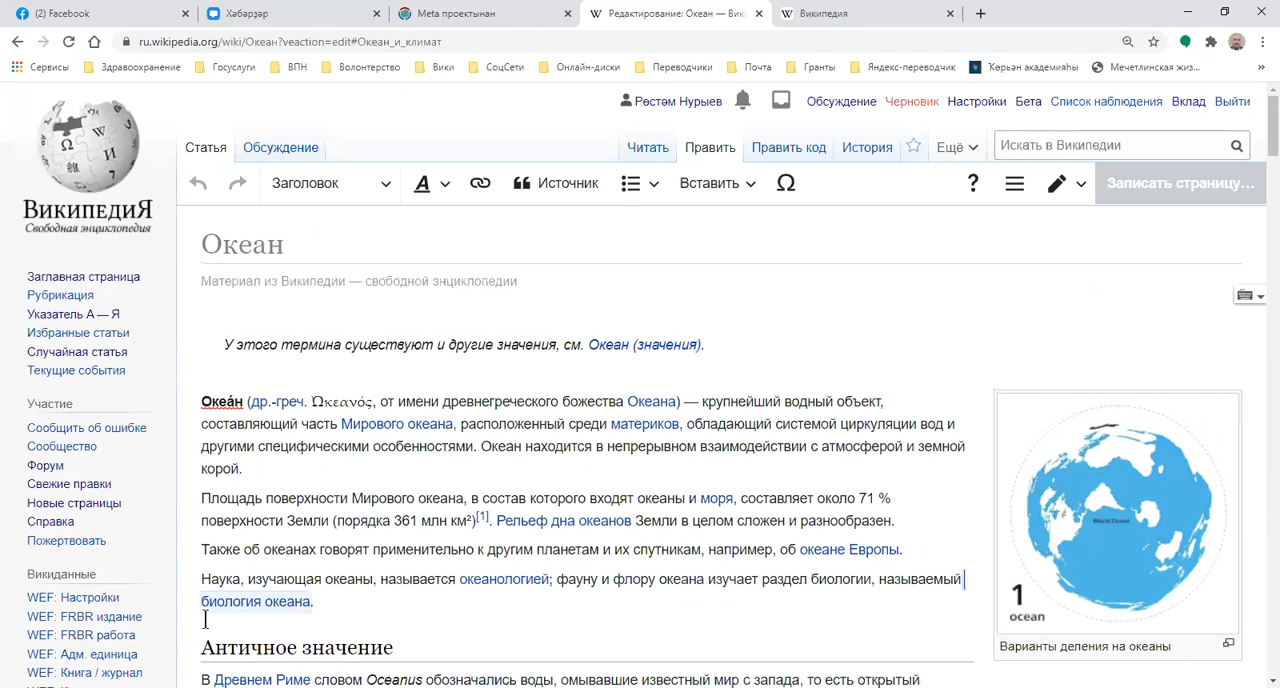 (2) Facebook
Хәбәрҙәр
Meta проектынан
Редактирование: Океан — Вик
Википедия
ru.wikipedia.org/wiki/Океан?veaction=edit#Океан_и_климат
Сервисы Здравоохранение Госуслуги ВПН Волонтерство Вики СоцСети Онлайн-диски Переводчики Почта Гранты Яндекс-переводчик Ҡөрьән академияһы Мечетлинская жиз... »
Рөстәм Нурыев Обсуждение Черновик Настройки Бета Список наблюдения Вклад Выйти
Статья Обсуждение Читать Править Править код История Ещё Искать в Википедии
Заголовок A Источник Вставить Ω ? Записать страницу...
ВикипедиЯ
Свободная энциклопедия
Заглавная страница
Рубрикация
Указатель А — Я
Избранные статьи
Случайная статья
Текущие события
Участие
Сообщить об ошибке
Сообщество
Форум
Свежие правки
Новые страницы
Справка
Пожертвовать
Викиданные
WEF: Настройки
WEF: FRBR издание
WEF: FRBR работа
WEF: Адм. единица
WEF: Книга / журнал
Океан
Материал из Википедии — свободной энциклопедии
У этого термина существуют и другие значения, см. Океан (значения).
Океа́н (др.-греч. Ὠκεανός, от имени древнегреческого божества Океана) — крупнейший водный объект,
составляющий часть Мирового океана, расположенный среди материков, обладающий системой циркуляции вод и
другими специфическими особенностями. Океан находится в непрерывном взаимодействии с атмосферой и земной
корой.
Площадь поверхности Мирового океана, в состав которого входят океаны и моря, составляет около 71 %
поверхности Земли (порядка 361 млн км²)[1]. Рельеф дна океанов Земли в целом сложен и разнообразен.
Также об океанах говорят применительно к другим планетам и их спутникам, например, об океане Европы.
Наука, изучающая океаны, называется океанологией; фауну и флору океана изучает раздел биологии, называемый
биология океана.
Античное значение
В Древнем Риме словом Oceanus обозначались воды, омывавшие известный мир с запада, то есть открытый
World Ocean
1
ocean
Варианты деления на океаны